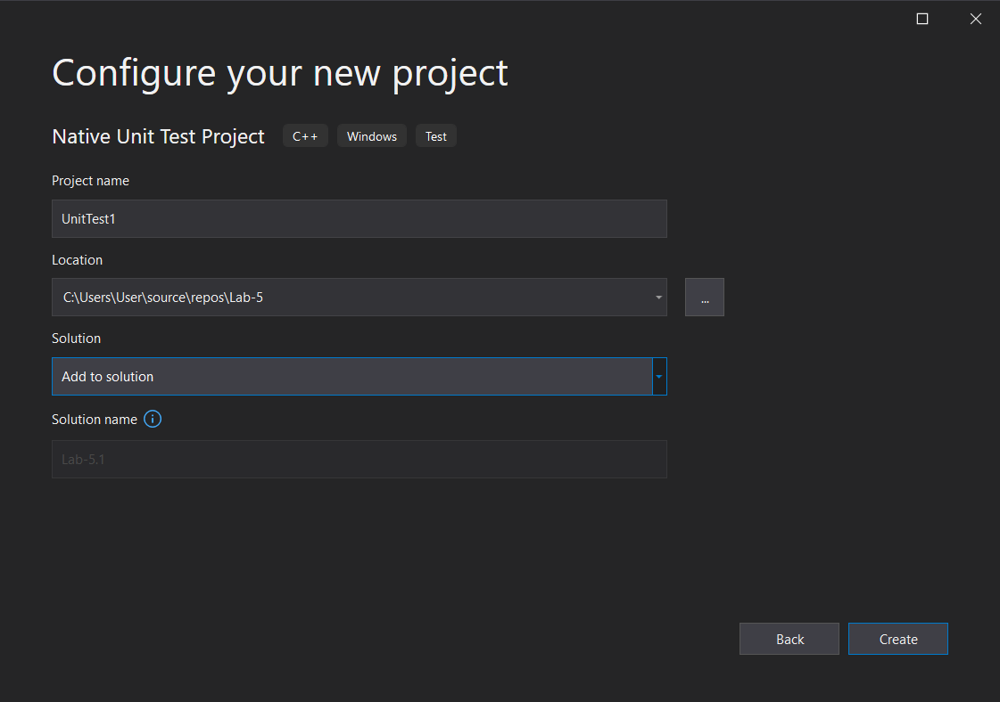 Configure your new project
Native Unit Test Project C++ Windows Test
Project name
UnitTest1
Location
C:\Users\User\source\repos\Lab-5
...
Solution
Add to solution
Solution name
Lab-5.1
Back Create